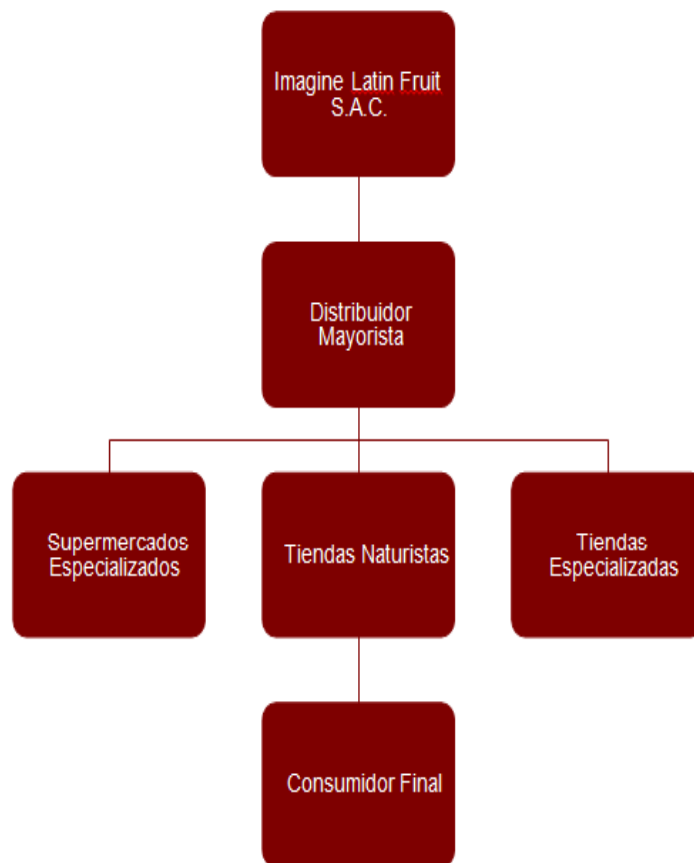 Imagine Latin Fruit
S.A.C.
Distribuidor
Mayorista
Supermercados
Especializados
Tiendas Naturistas
Tiendas
Especializadas
Consumidor Final